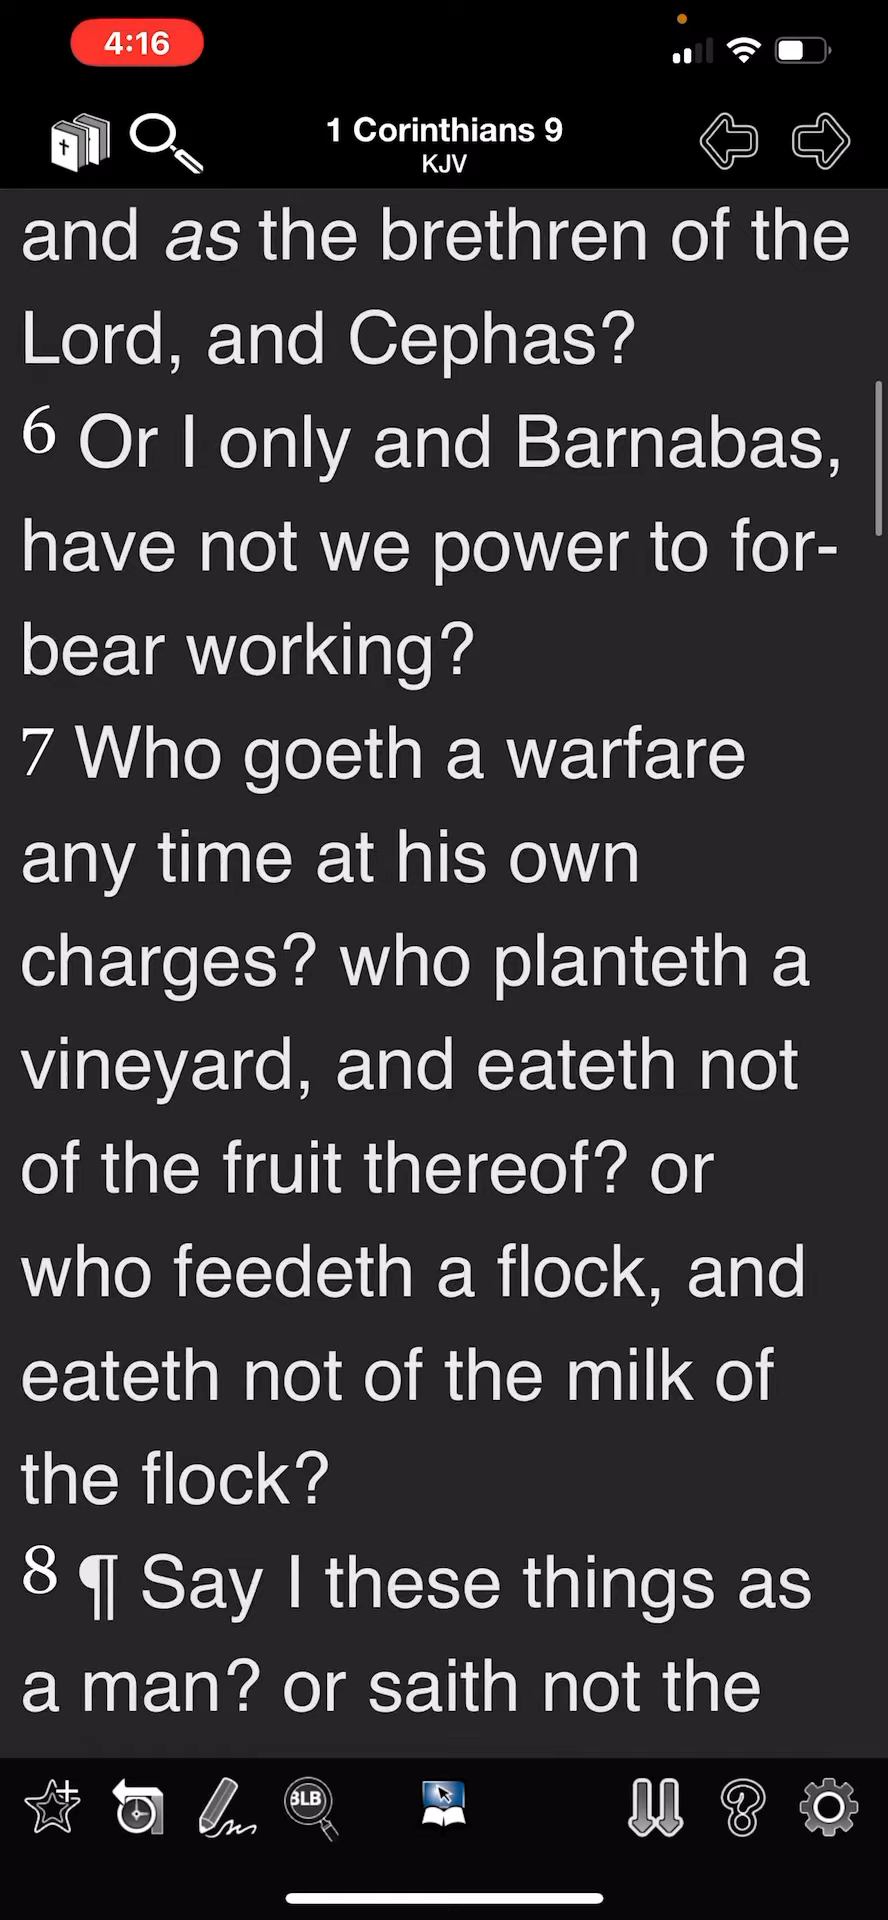 4:16
1 Corinthians 9
KJV
and as the brethren of the
Lord, and Cephas?
6 Or I only and Barnabas,
have not we power to for-
bear working?
7 Who goeth a warfare
any time at his own
charges? who planteth a
vineyard, and eateth not
of the fruit thereof? or
who feedeth a flock, and
eateth not of the milk of
the flock?
8 ¶ Say I these things as
a man? or saith not the
BLB